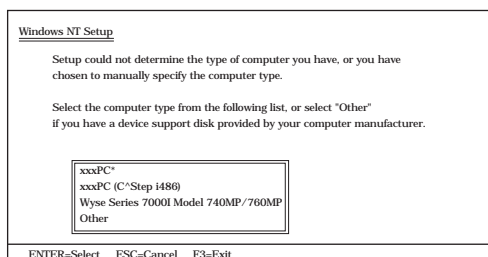 Windows NT Setup
Setup could not determine the type of computer you have, or you have
chosen to manually specify the computer type.
Select the computer type from the following list, or select "Other"
if you have a device support disk provided by your computer manufacturer.
xxxPC*
xxxPC (C^Step i486)
Wyse Series 7000I Model 740MP/760MP
Other
ENTER=Select ESC=Cancel F3=Exit